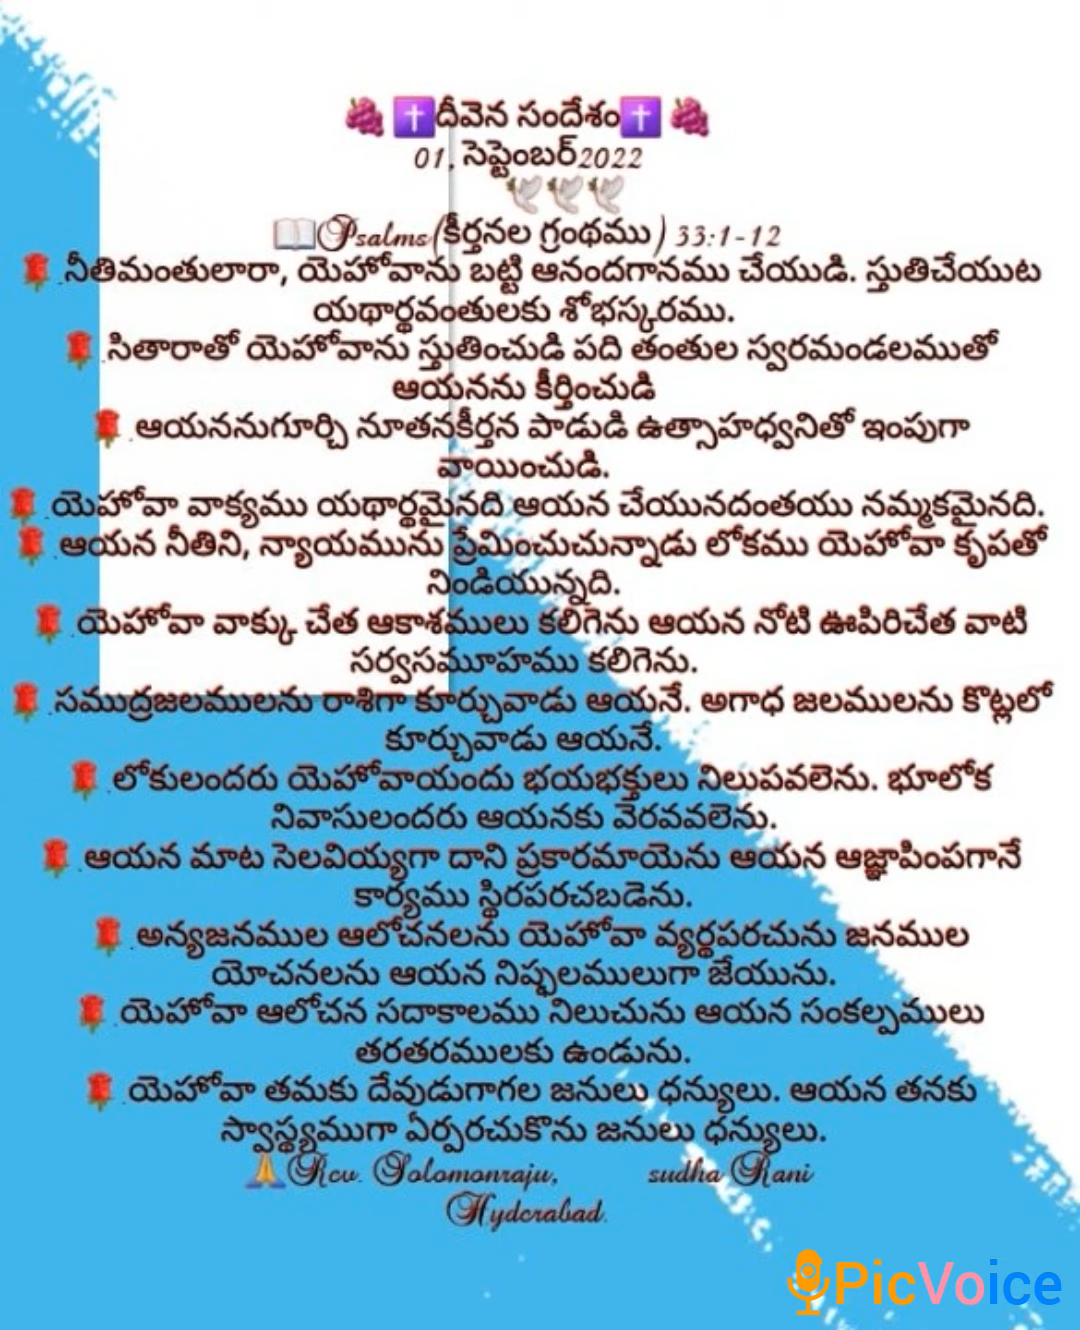 🍇 ✝️దీవెన సందేశం✝️ 🍇
01, సెప్టెంబర్2022
🕊🕊🕊
📖Psalms(కీర్తనల గ్రంథము) 33:1-12
🌹.నీతిమంతులారా, యెహోవాను బట్టి ఆనందగానము చేయుడి. స్తుతిచేయుట
యథార్థవంతులకు శోభస్కరము.
🌹.సితారాతో యెహోవాను స్తుతించుడి పది తంతుల స్వరమండలముతో
ఆయనను కీర్తించుడి
🌹.ఆయననుగూర్చి నూతనకీర్తన పాడుడి ఉత్సాహధ్వనితో ఇంపుగా
వాయించుడి.
🌹.యెహోవా వాక్యము యథార్థమైనది ఆయన చేయునదంతయు నమ్మకమైనది.
🌹.ఆయన నీతిని, న్యాయమును ప్రేమించుచున్నాడు లోకము యెహోవా కృపతో
నిండియున్నది.
🌹.యెహోవా వాక్కు చేత ఆకాశములు కలిగెను ఆయన నోటి ఊపిరిచేత వాటి
సర్వసమూహము కలిగెను.
🌹.సముద్రజలములను రాశిగా కూర్చువాడు ఆయనే. అగాధ జలములను కొట్లలో
కూర్చువాడు ఆయనే.
🌹.లోకులందరు యెహోవాయందు భయభక్తులు నిలుపవలెను. భూలోక
నివాసులందరు ఆయనకు వెరవవలెను.
🌹.ఆయన మాట సెలవియ్యగా దాని ప్రకారమాయెను ఆయన ఆజ్ఞాపింపగానే
కార్యము స్థిరపరచబడెను.
🌹.అన్యజనముల ఆలోచనలను యెహోవా వ్యర్థపరచును జనముల
యోచనలను ఆయన నిష్ఫలములుగా జేయును.
🌹.యెహోవా ఆలోచన సదాకాలము నిలుచును ఆయన సంకల్పములు
తరతరములకు ఉండును.
🌹.యెహోవా తమకు దేవుడుగాగల జనులు ధన్యులు. ఆయన తనకు
స్వాస్థ్యముగా ఏర్పరచుకొను జనులు ధన్యులు.
🙏Rev. Solomonraju, sudha Rani
Hyderabad.
PicVoice